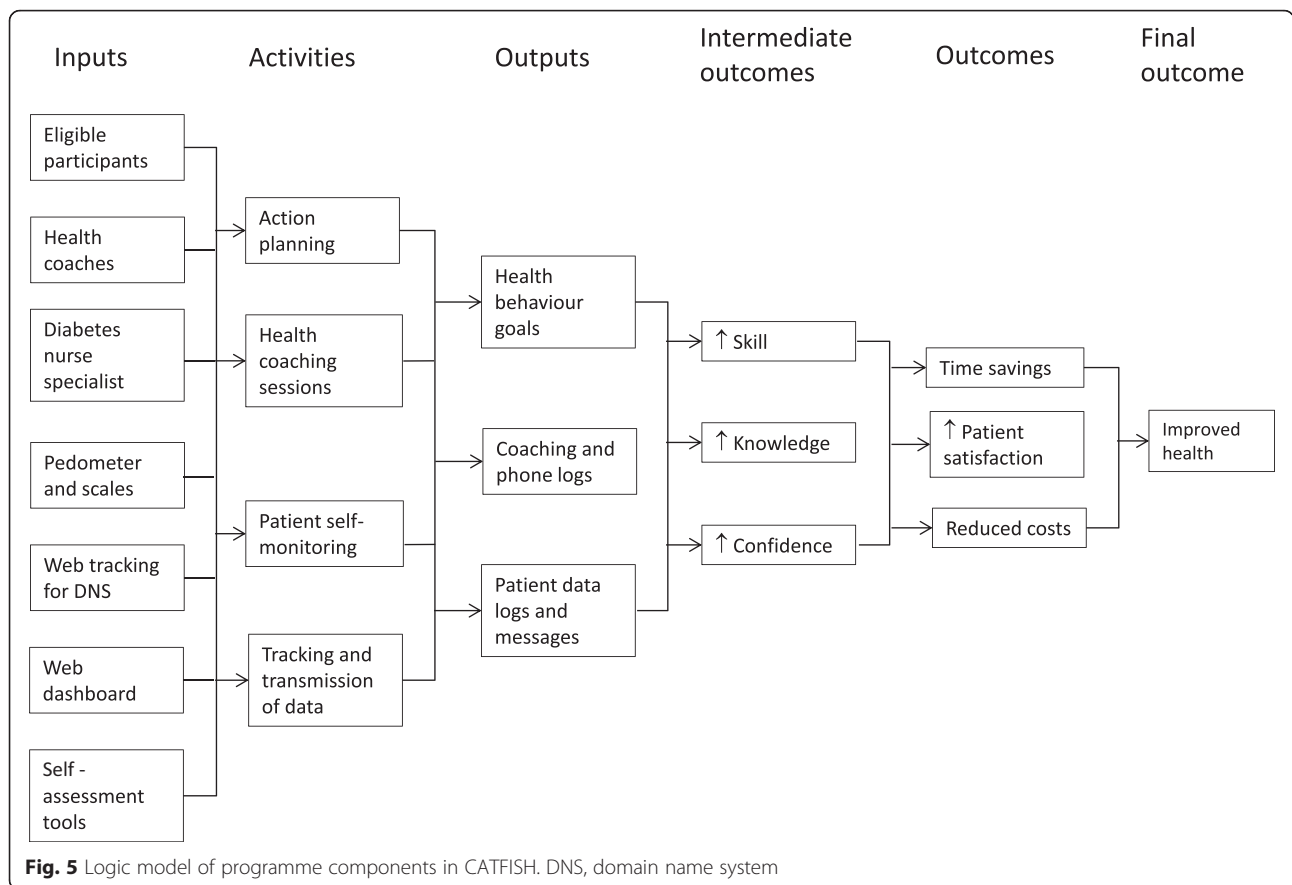 Inputs
Activities
Outputs
Intermediate
outcomes
Outcomes
Final
outcome
Eligible
participants
Health
coaches
Diabetes
nurse
specialist
Pedometer
and scales
Web tracking
for DNS
Web
dashboard
Self -
assessment
tools
Action
planning
Health
coaching
sessions
Patient self-
monitoring
Tracking and
transmission
of data
Health
behaviour
goals
Coaching and
phone logs
Patient data
logs and
messages
↑ Skill
↑ Knowledge
↑ Confidence
Time savings
↑ Patient
satisfaction
Reduced costs
Improved
health
Fig. 5 Logic model of programme components in CATFISH. DNS, domain name system